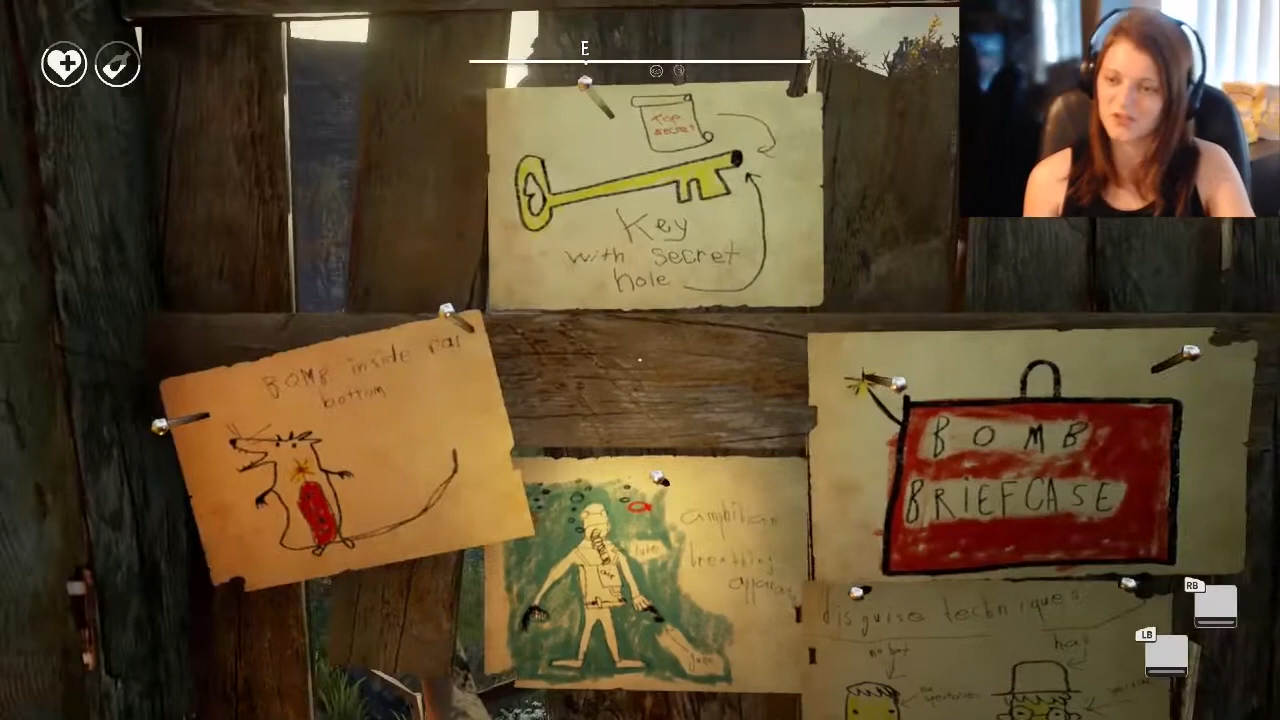 E
Top
Secret
Key
with secret
hole
BOMB inside rat
bottom
BOMB
BRIEFCASE
amphibian
breathing
tube
disguise techniques
no hat
hat
RB
LB